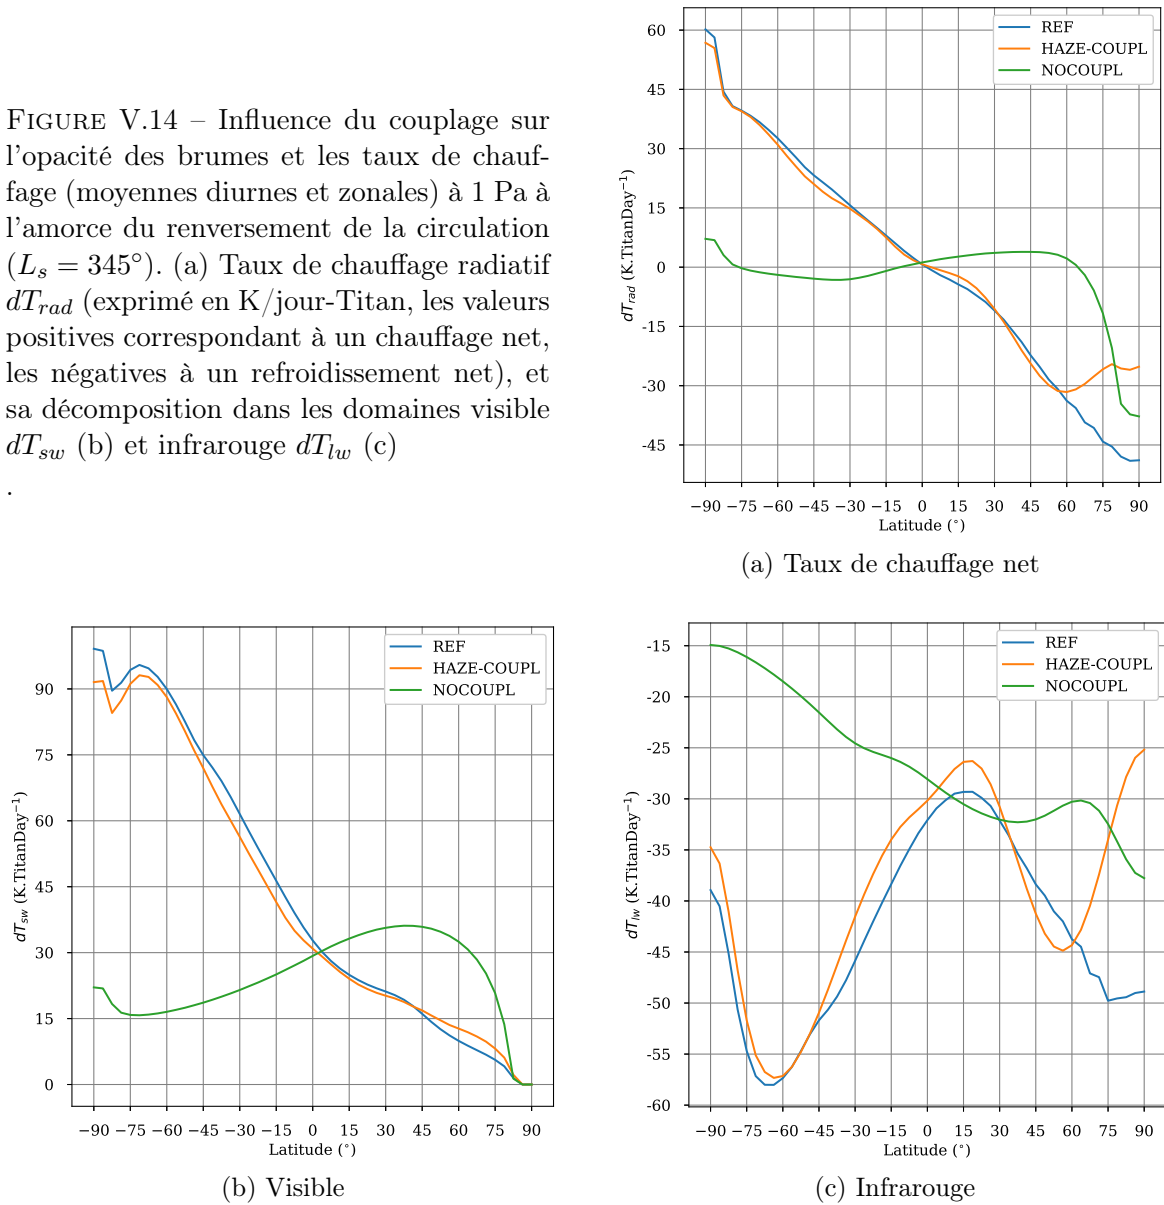 FIGURE V.14 – Influence du couplage sur
l'opacité des brumes et les taux de chauf-
fage (moyennes diurnes et zonales) à 1 Pa à
l'amorce du renversement de la circulation
(L_s = 345°). (a) Taux de chauffage radiatif
dT_rad (exprimé en K/jour-Titan, les valeurs
positives correspondant à un chauffage net,
les négatives à un refroidissement net), et
sa décomposition dans les domaines visible
dT_sw (b) et infrarouge dT_lw (c)
.
REF
HAZE-COUPL
NOCOUPL
60
45
30
15
0
-15
-30
-45
dT_rad (K.TitanDay⁻¹)
−90 −75 −60 −45 −30 −15 0 15 30 45 60 75 90
Latitude (°)
(a) Taux de chauffage net
REF
HAZE-COUPL
NOCOUPL
90
75
60
45
30
15
0
dT_sw (K.TitanDay⁻¹)
−90 −75 −60 −45 −30 −15 0 15 30 45 60 75 90
Latitude (°)
(b) Visible
REF
HAZE-COUPL
NOCOUPL
-15
-20
-25
-30
-35
-40
-45
-50
-55
-60
dT_lw (K.TitanDay⁻¹)
−90 −75 −60 −45 −30 −15 0 15 30 45 60 75 90
Latitude (°)
(c) Infrarouge